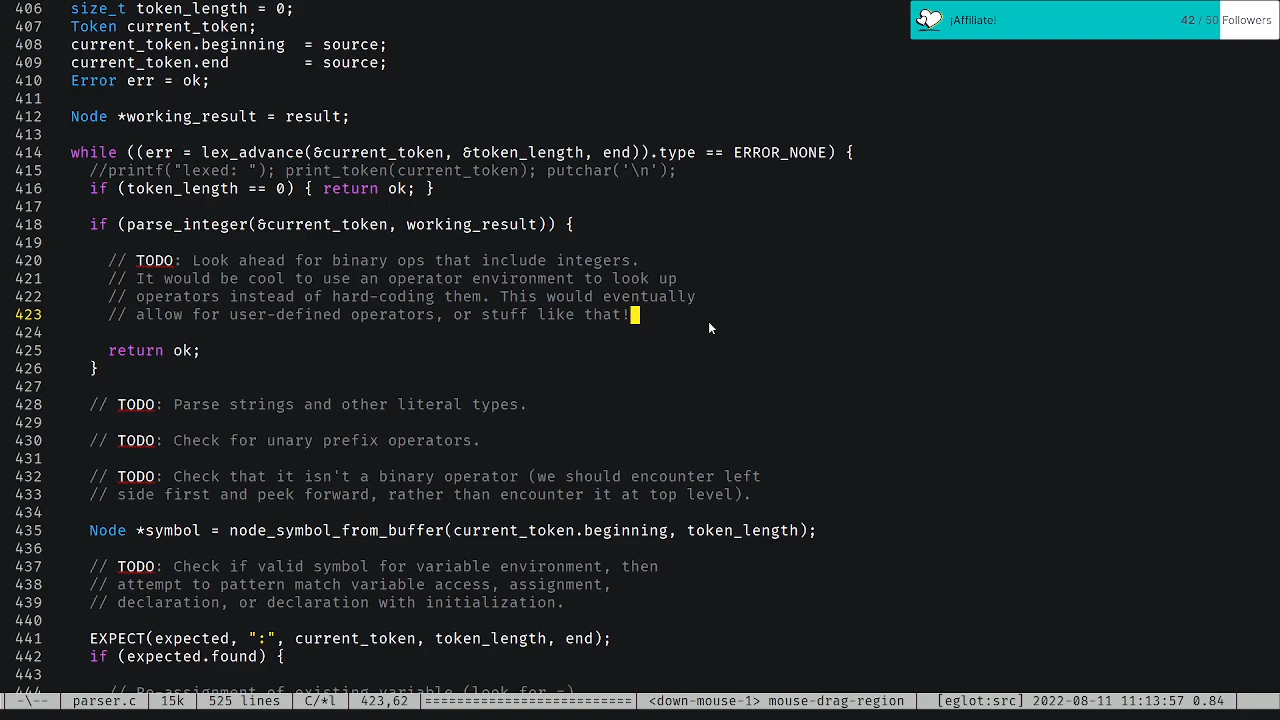 ¡Affiliate! 42 / 50 Followers
406 size_t token_length = 0;
407 Token current_token;
408 current_token.beginning  = source;
409 current_token.end        = source;
410 Error err = ok;
411
412 Node *working_result = result;
413
414 while ((err = lex_advance(&current_token, &token_length, end)).type == ERROR_NONE) {
415   //printf("lexed: "); print_token(current_token); putchar('\n');
416   if (token_length == 0) { return ok; }
417
418   if (parse_integer(&current_token, working_result)) {
419
420     // TODO: Look ahead for binary ops that include integers.
421     // It would be cool to use an operator environment to look up
422     // operators instead of hard-coding them. This would eventually
423     // allow for user-defined operators, or stuff like that!
424
425     return ok;
426   }
427
428   // TODO: Parse strings and other literal types.
429
430   // TODO: Check for unary prefix operators.
431
432   // TODO: Check that it isn't a binary operator (we should encounter left
433   // side first and peek forward, rather than encounter it at top level).
434
435   Node *symbol = node_symbol_from_buffer(current_token.beginning, token_length);
436
437   // TODO: Check if valid symbol for variable environment, then
438   // attempt to pattern match variable access, assignment,
439   // declaration, or declaration with initialization.
440
441   EXPECT(expected, ":", current_token, token_length, end);
442   if (expected.found) {
443
444     // Re-assignment of existing variable (look for =)
-\-- parser.c 15k 525 lines C/*l 423,62 ====================== <down-mouse-1> mouse-drag-region [eglot:src] 2022-08-11 11:13:57 0.84